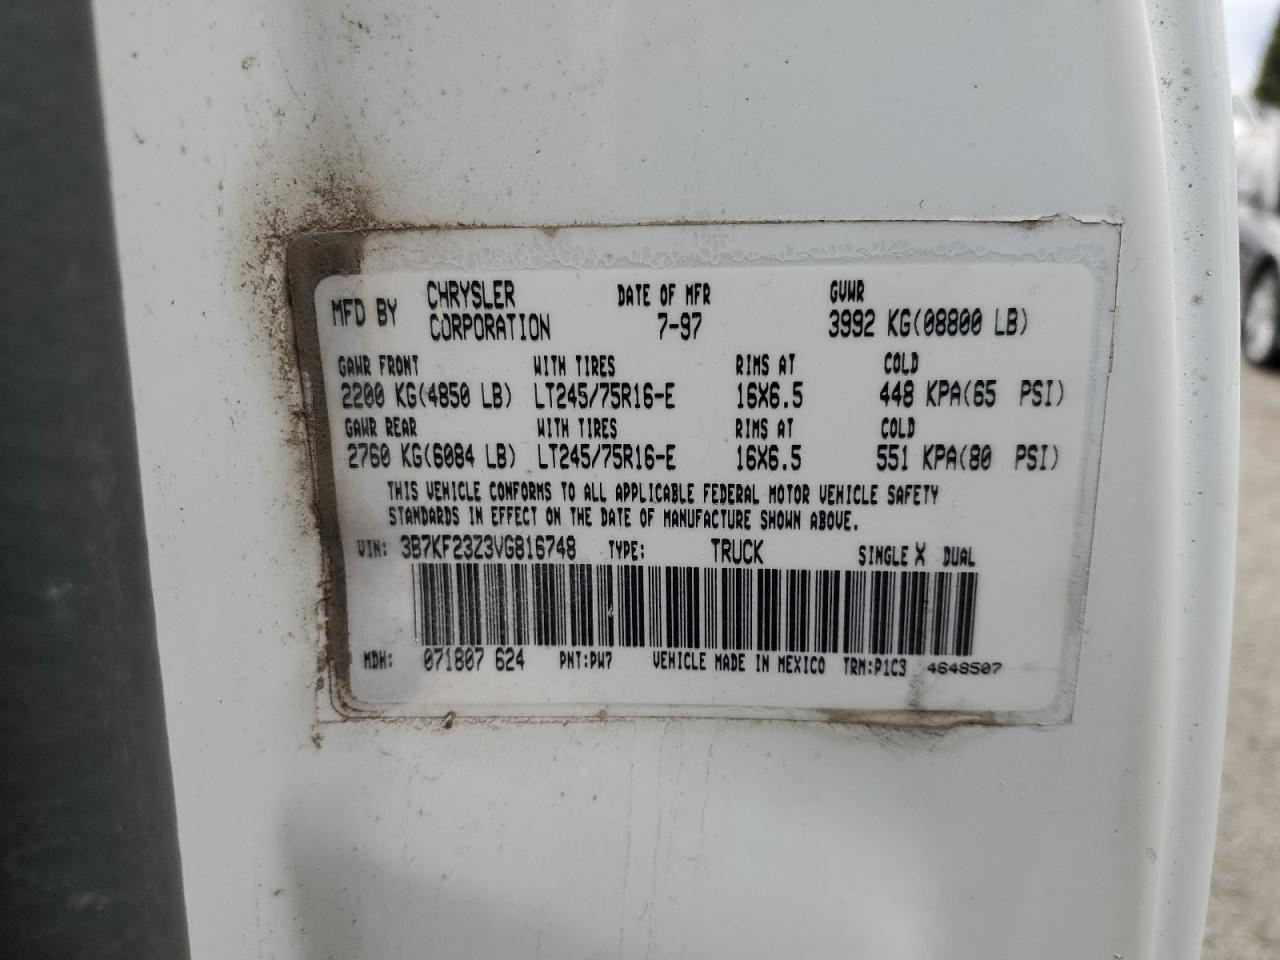 MFD BY CHRYSLER CORPORATION DATE OF MFR 7-97 GVWR 3992 KG(08800 LB)
GAWR FRONT WITH TIRES RIMS AT COLD
2200 KG(4850 LB) LT245/75R16-E 16X6.5 448 KPA(65 PSI)
GAWR REAR WITH TIRES RIMS AT COLD
2760 KG(6084 LB) LT245/75R16-E 16X6.5 551 KPA(80 PSI)
THIS VEHICLE CONFORMS TO ALL APPLICABLE FEDERAL MOTOR VEHICLE SAFETY
STANDARDS IN EFFECT ON THE DATE OF MANUFACTURE SHOWN ABOVE.
VIN: 3B7KF23Z3VG816748 TYPE: TRUCK SINGLE X DUAL
MDH: 071807 624 PNT:PW7 VEHICLE MADE IN MEXICO TRM:P1C3 4648507